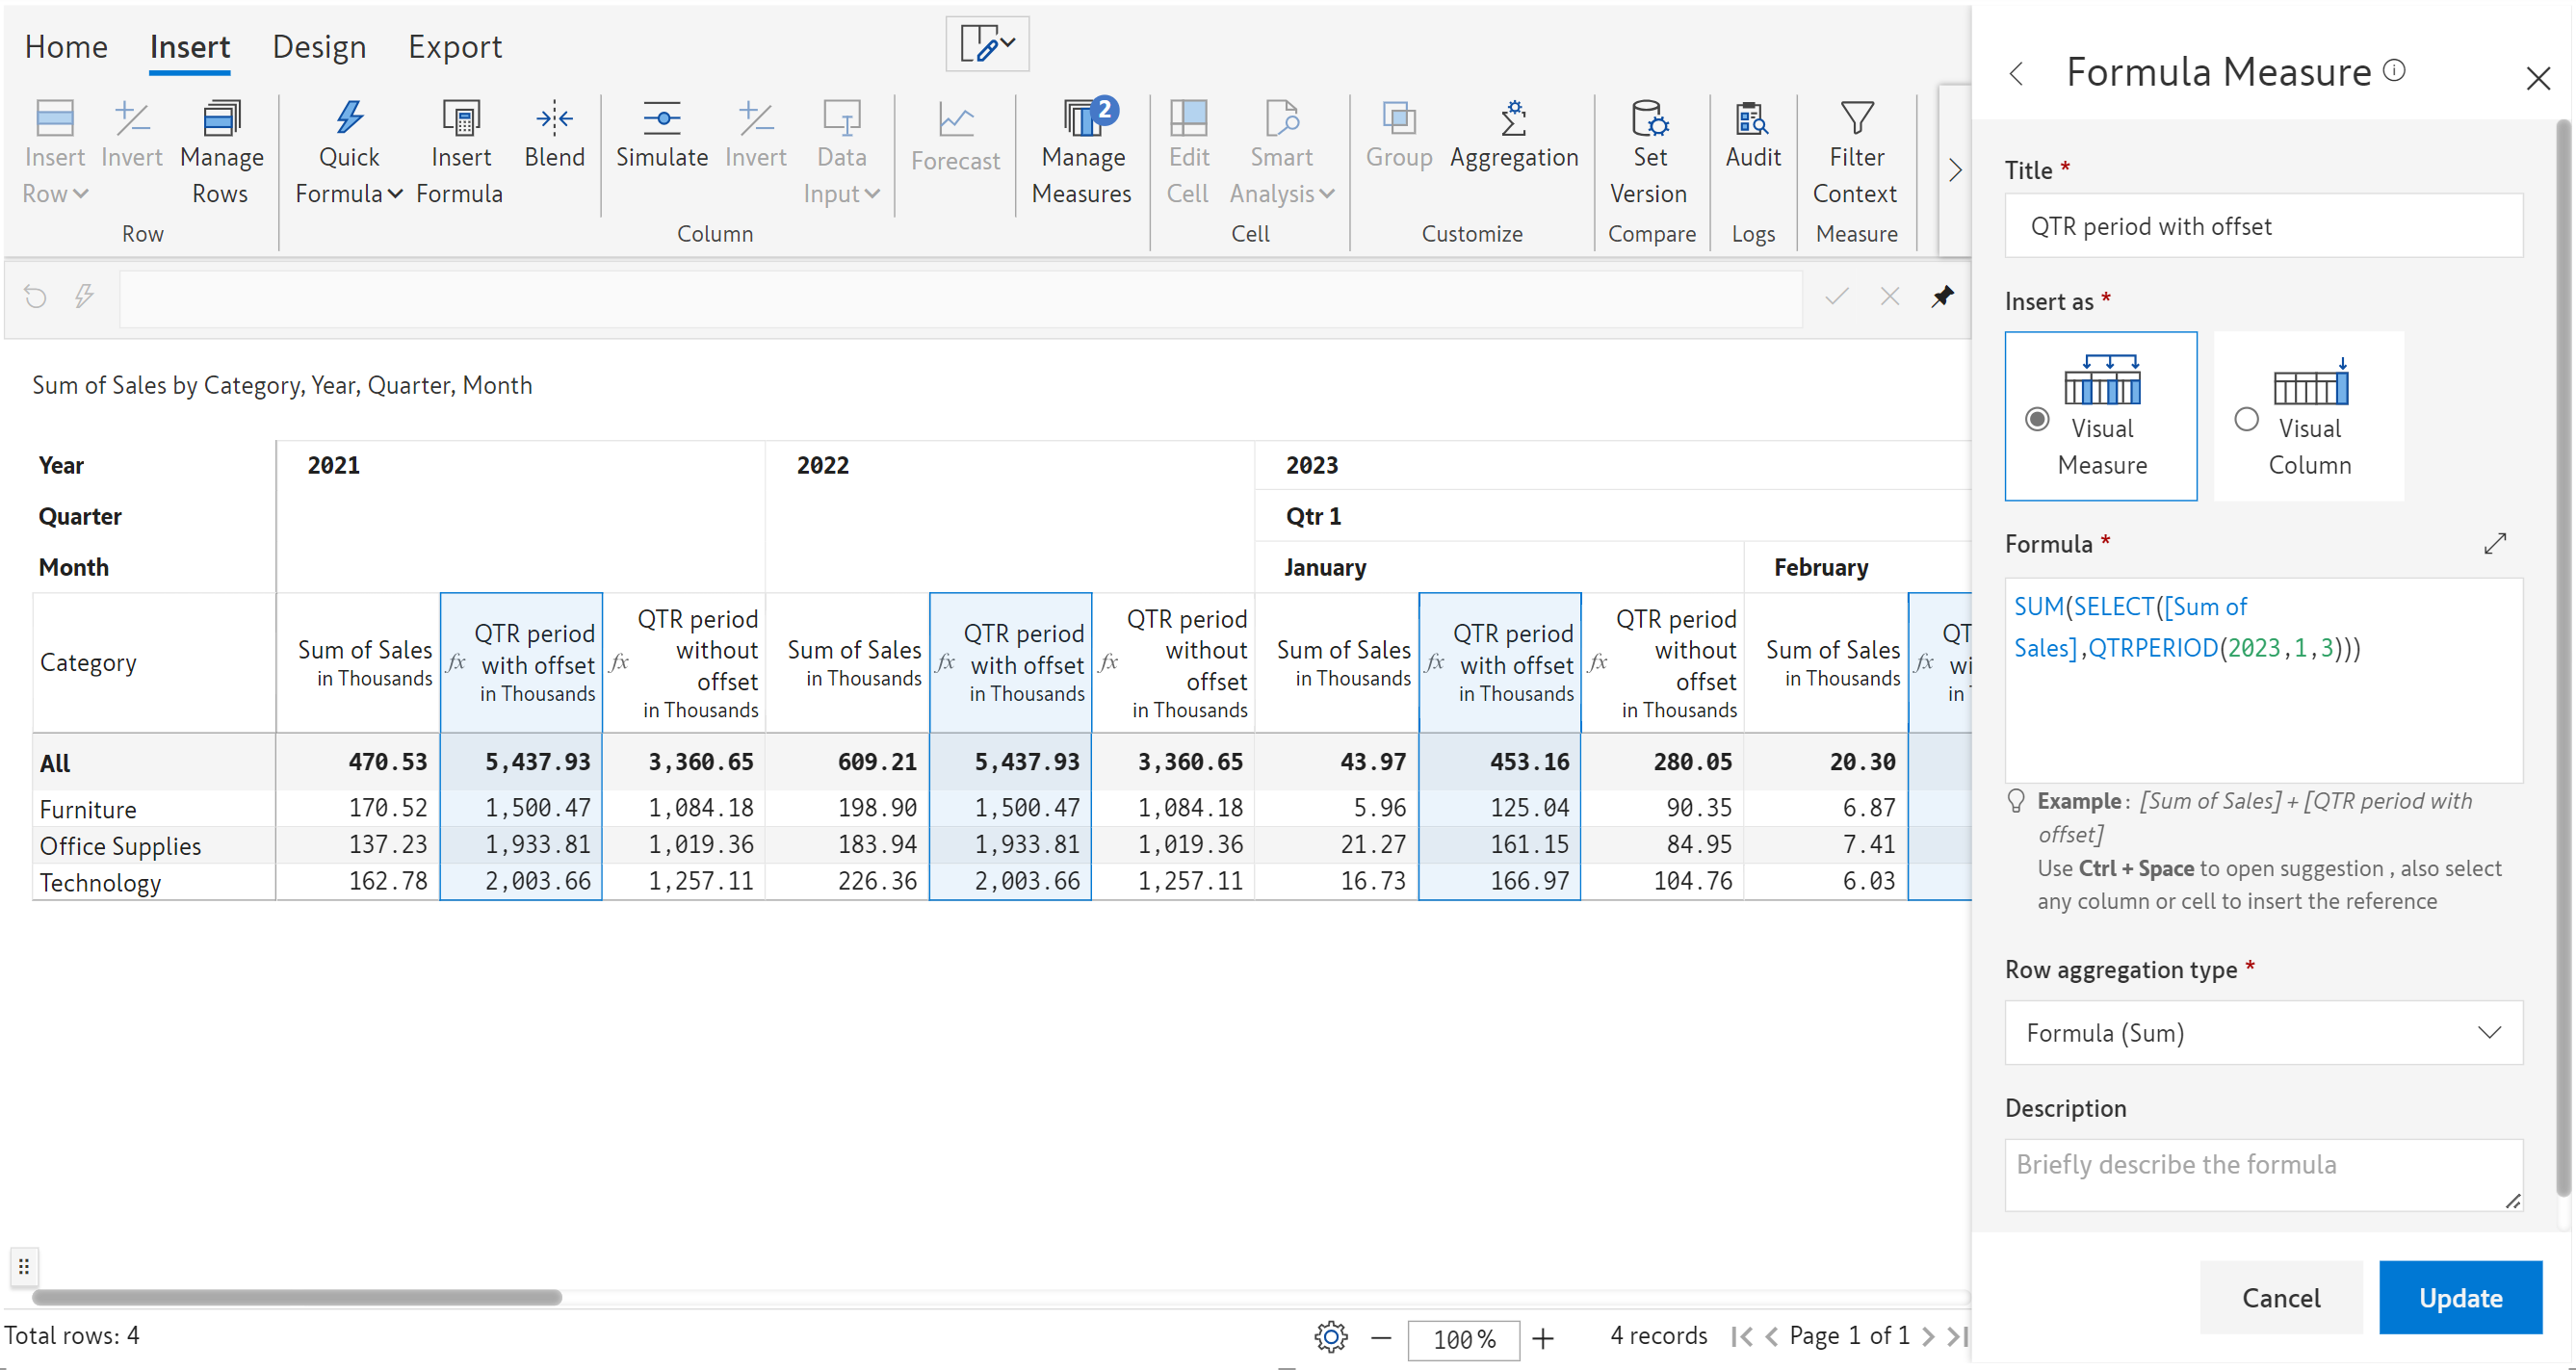 Home Insert Design Export
Insert Row Invert Manage Rows
Row
Quick Formula Insert Formula Blend
Simulate Invert Data Input
Column
Forecast
Manage Measures 2
Edit Cell Smart Analysis
Cell
Group Aggregation
Customize
Set Version
Compare
Audit
Logs
Filter Context
Measure
Sum of Sales by Category, Year, Quarter, Month
Year 2021 2022 2023
Quarter Qtr 1
Month January February
Category Sum of Sales in Thousands fx QTR period with offset in Thousands fx QTR period without offset in Thousands Sum of Sales in Thousands fx QTR period with offset in Thousands fx QTR period without offset in Thousands Sum of Sales in Thousands fx QTR period with offset in Thousands fx QTR period without offset in Thousands Sum of Sales in Thousands fx QT wi in
All 470.53 5,437.93 3,360.65 609.21 5,437.93 3,360.65 43.97 453.16 280.05 20.30
Furniture 170.52 1,500.47 1,084.18 198.90 1,500.47 1,084.18 5.96 125.04 90.35 6.87
Office Supplies 137.23 1,933.81 1,019.36 183.94 1,933.81 1,019.36 21.27 161.15 84.95 7.41
Technology 162.78 2,003.66 1,257.11 226.36 2,003.66 1,257.11 16.73 166.97 104.76 6.03
Total rows: 4
100%
4 records
Page 1 of 1
Formula Measure
Title *
QTR period with offset
Insert as *
Visual Measure
Visual Column
Formula *
SUM(SELECT([Sum of
Sales],QTRPERIOD(2023,1,3)))
Example: [Sum of Sales] + [QTR period with
offset]
Use Ctrl + Space to open suggestion , also select
any column or cell to insert the reference
Row aggregation type *
Formula (Sum)
Description
Briefly describe the formula
Cancel Update